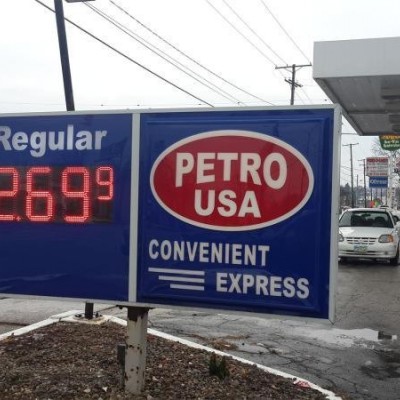 Regular
2.69 9
PETRO
USA
CONVENIENT
EXPRESS